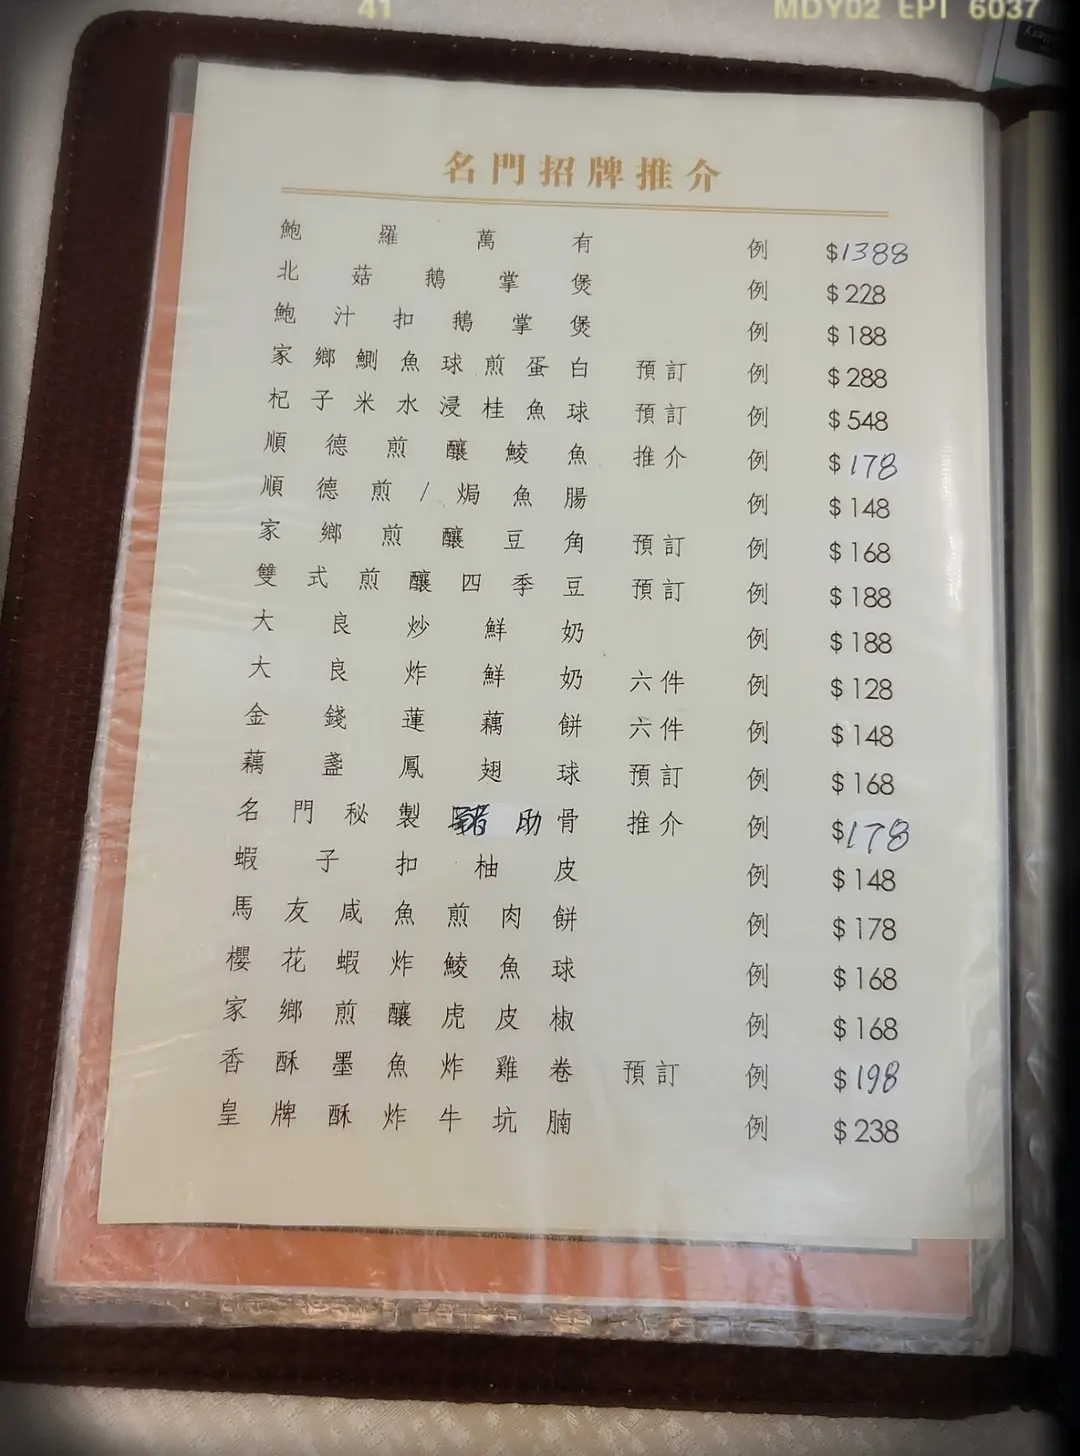 41
MDY02 EPI 6037
名門招牌推介
鮑羅萬有 例 $1388
北菇鵝掌煲 例 $228
鮑汁扣鵝掌煲 例 $188
家鄉鰂魚球煎蛋白 預訂 例 $288
杞子米水浸桂魚球 預訂 例 $548
順德煎釀鯪魚 推介 例 $178
順德煎/焗魚腸 例 $148
家鄉煎釀豆角 預訂 例 $168
雙式煎釀四季豆 預訂 例 $188
大良炒鮮奶 例 $188
大良炸鮮奶 六件 例 $128
金錢蓮藕餅 六件 例 $148
藕盞鳳翅球 預訂 例 $168
名門秘製豬肋骨 推介 例 $178
蝦子扣柚皮 例 $148
馬友咸魚煎肉餅 例 $178
櫻花蝦炸鯪魚球 例 $168
家鄉煎釀虎皮椒 例 $168
香酥墨魚炸雞卷 預訂 例 $198
皇牌酥炸牛坑腩 例 $238